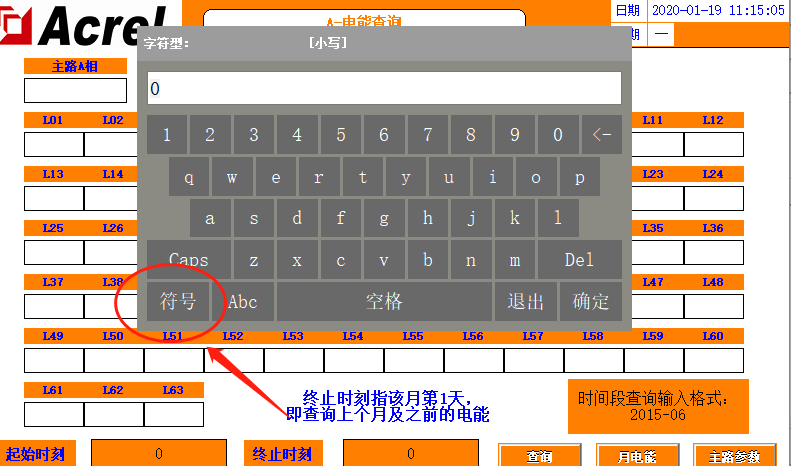 Acrel
A-电能查询
日期 2020-01-19 11:15:05
期 一
字符型: [小写]
主路A相
0
L01 L02 L11 L12
1 2 3 4 5 6 7 8 9 0 <-
L13 L14 L23 L24
q w e r t y u i o p
L25 L26 L35 L36
a s d f g h j k l
Caps z x c v b n m Del
L37 L38 L47 L48
符号 Abc 空格 退出 确定
L49 L50 L51 L52 L53 L54 L55 L56 L57 L58 L59 L60
L61 L62 L63
终止时刻指该月第1天,
即查询上个月及之前的电能
时间段查询输入格式:
2015-06
起始时刻 0 终止时刻 0 查询 月电能 主路参数